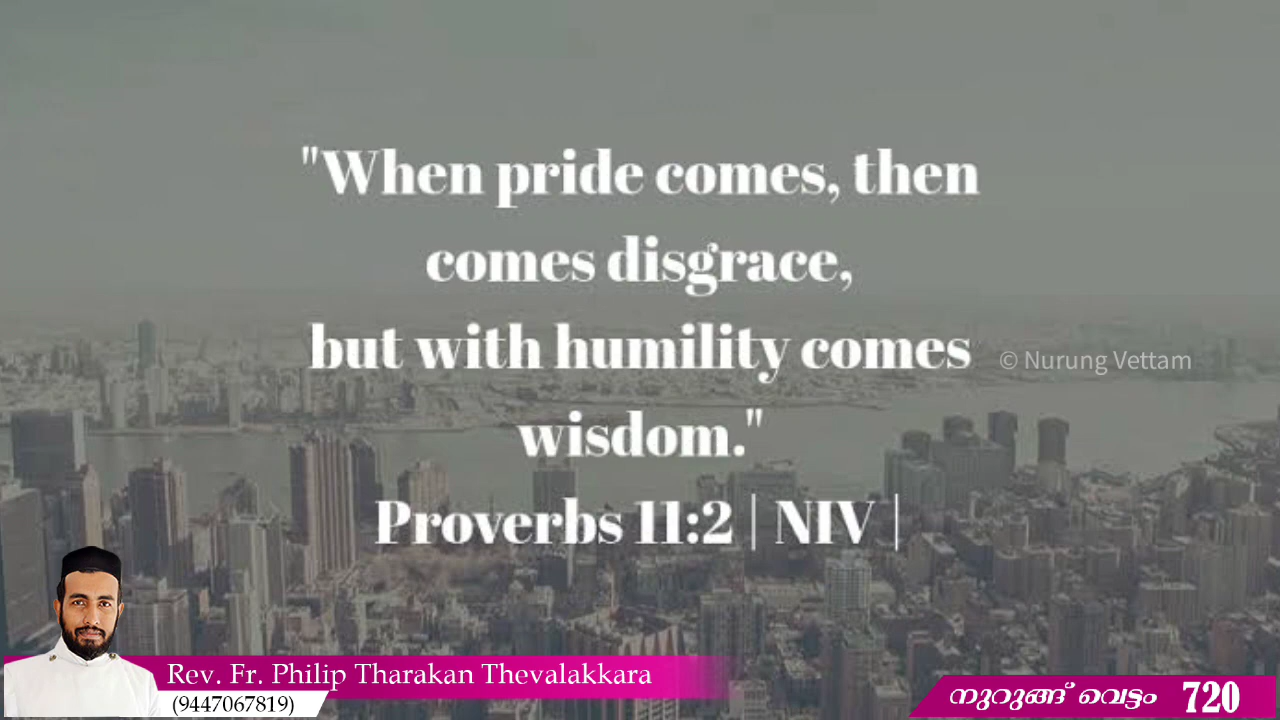 "When pride comes, then
comes disgrace,
but with humility comes
wisdom."
Proverbs 11:2 | NIV |
© Nurung Vettam
Rev. Fr. Philip Tharakan Thevalakkara
(9447067819)
നുറുങ്ങ് വെട്ടം 720